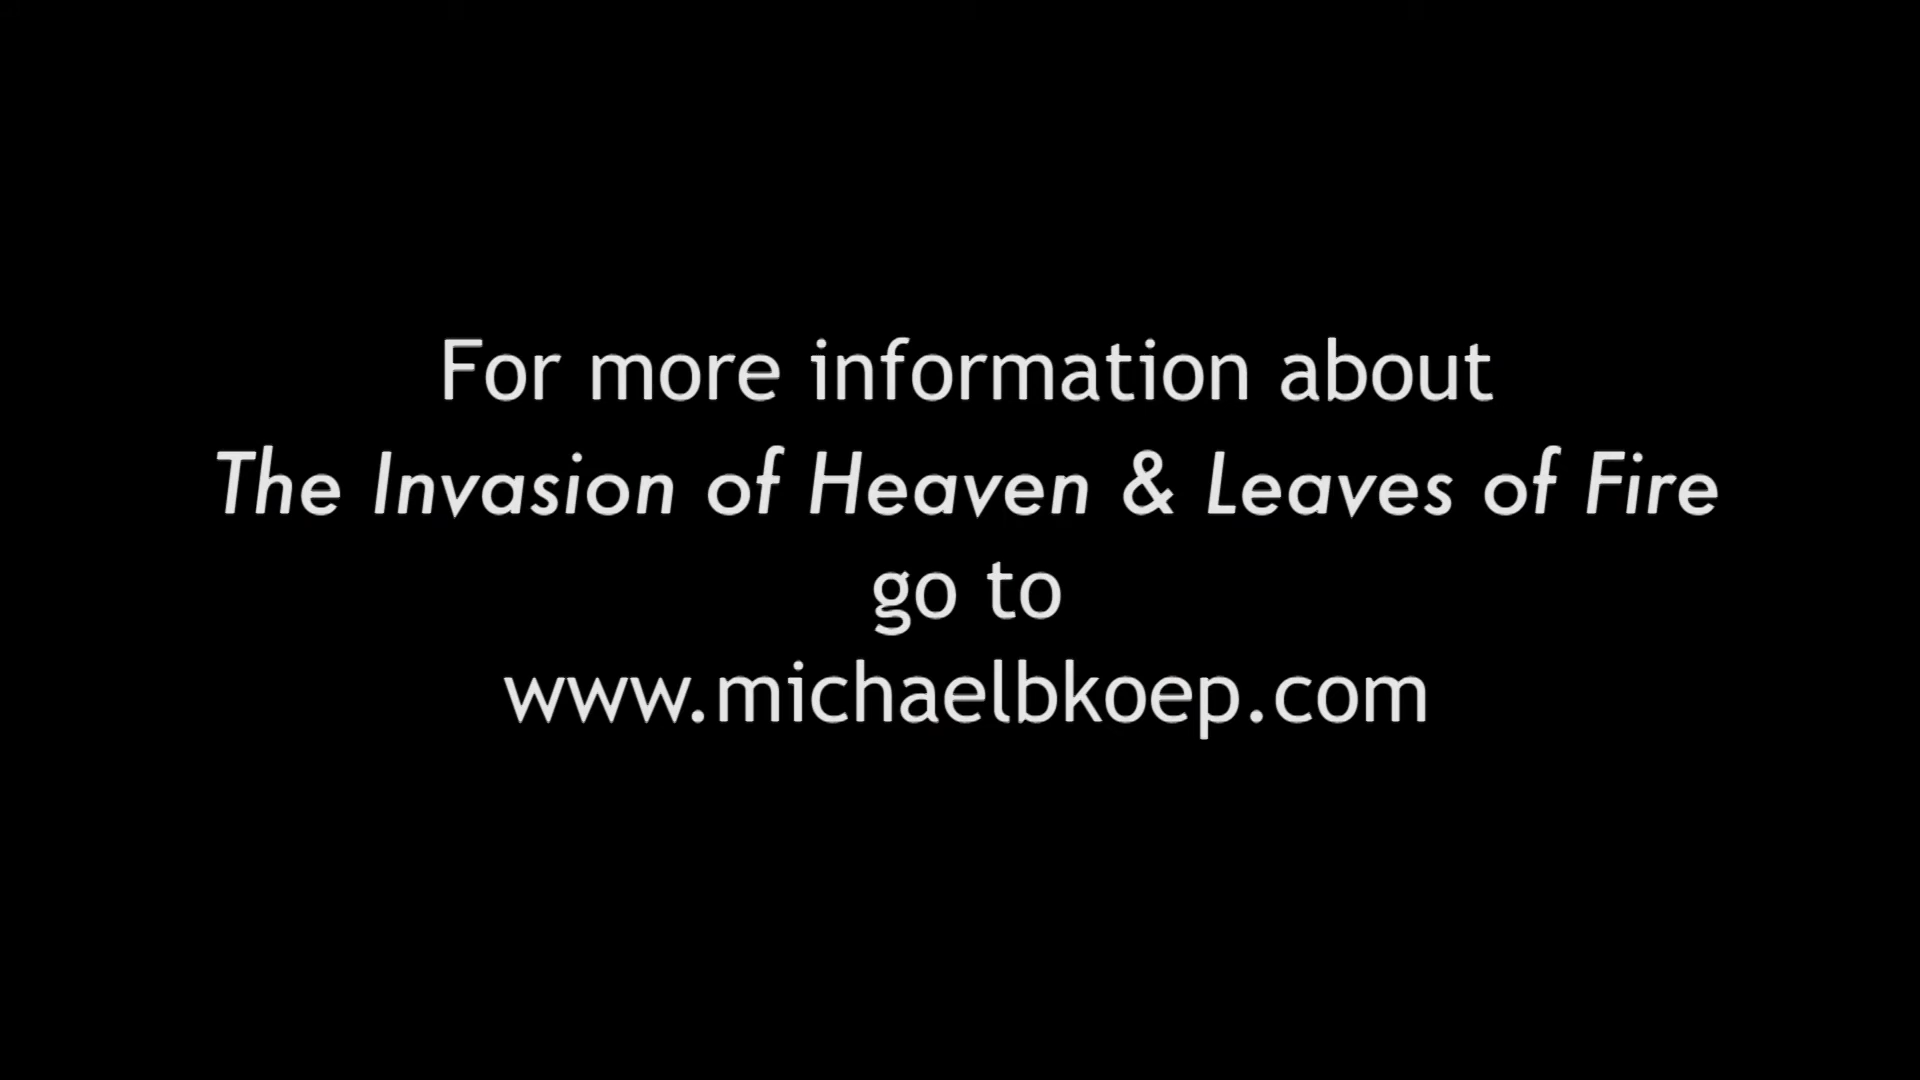 For more information about
The Invasion of Heaven & Leaves of Fire
go to
www.michaelbkoep.com